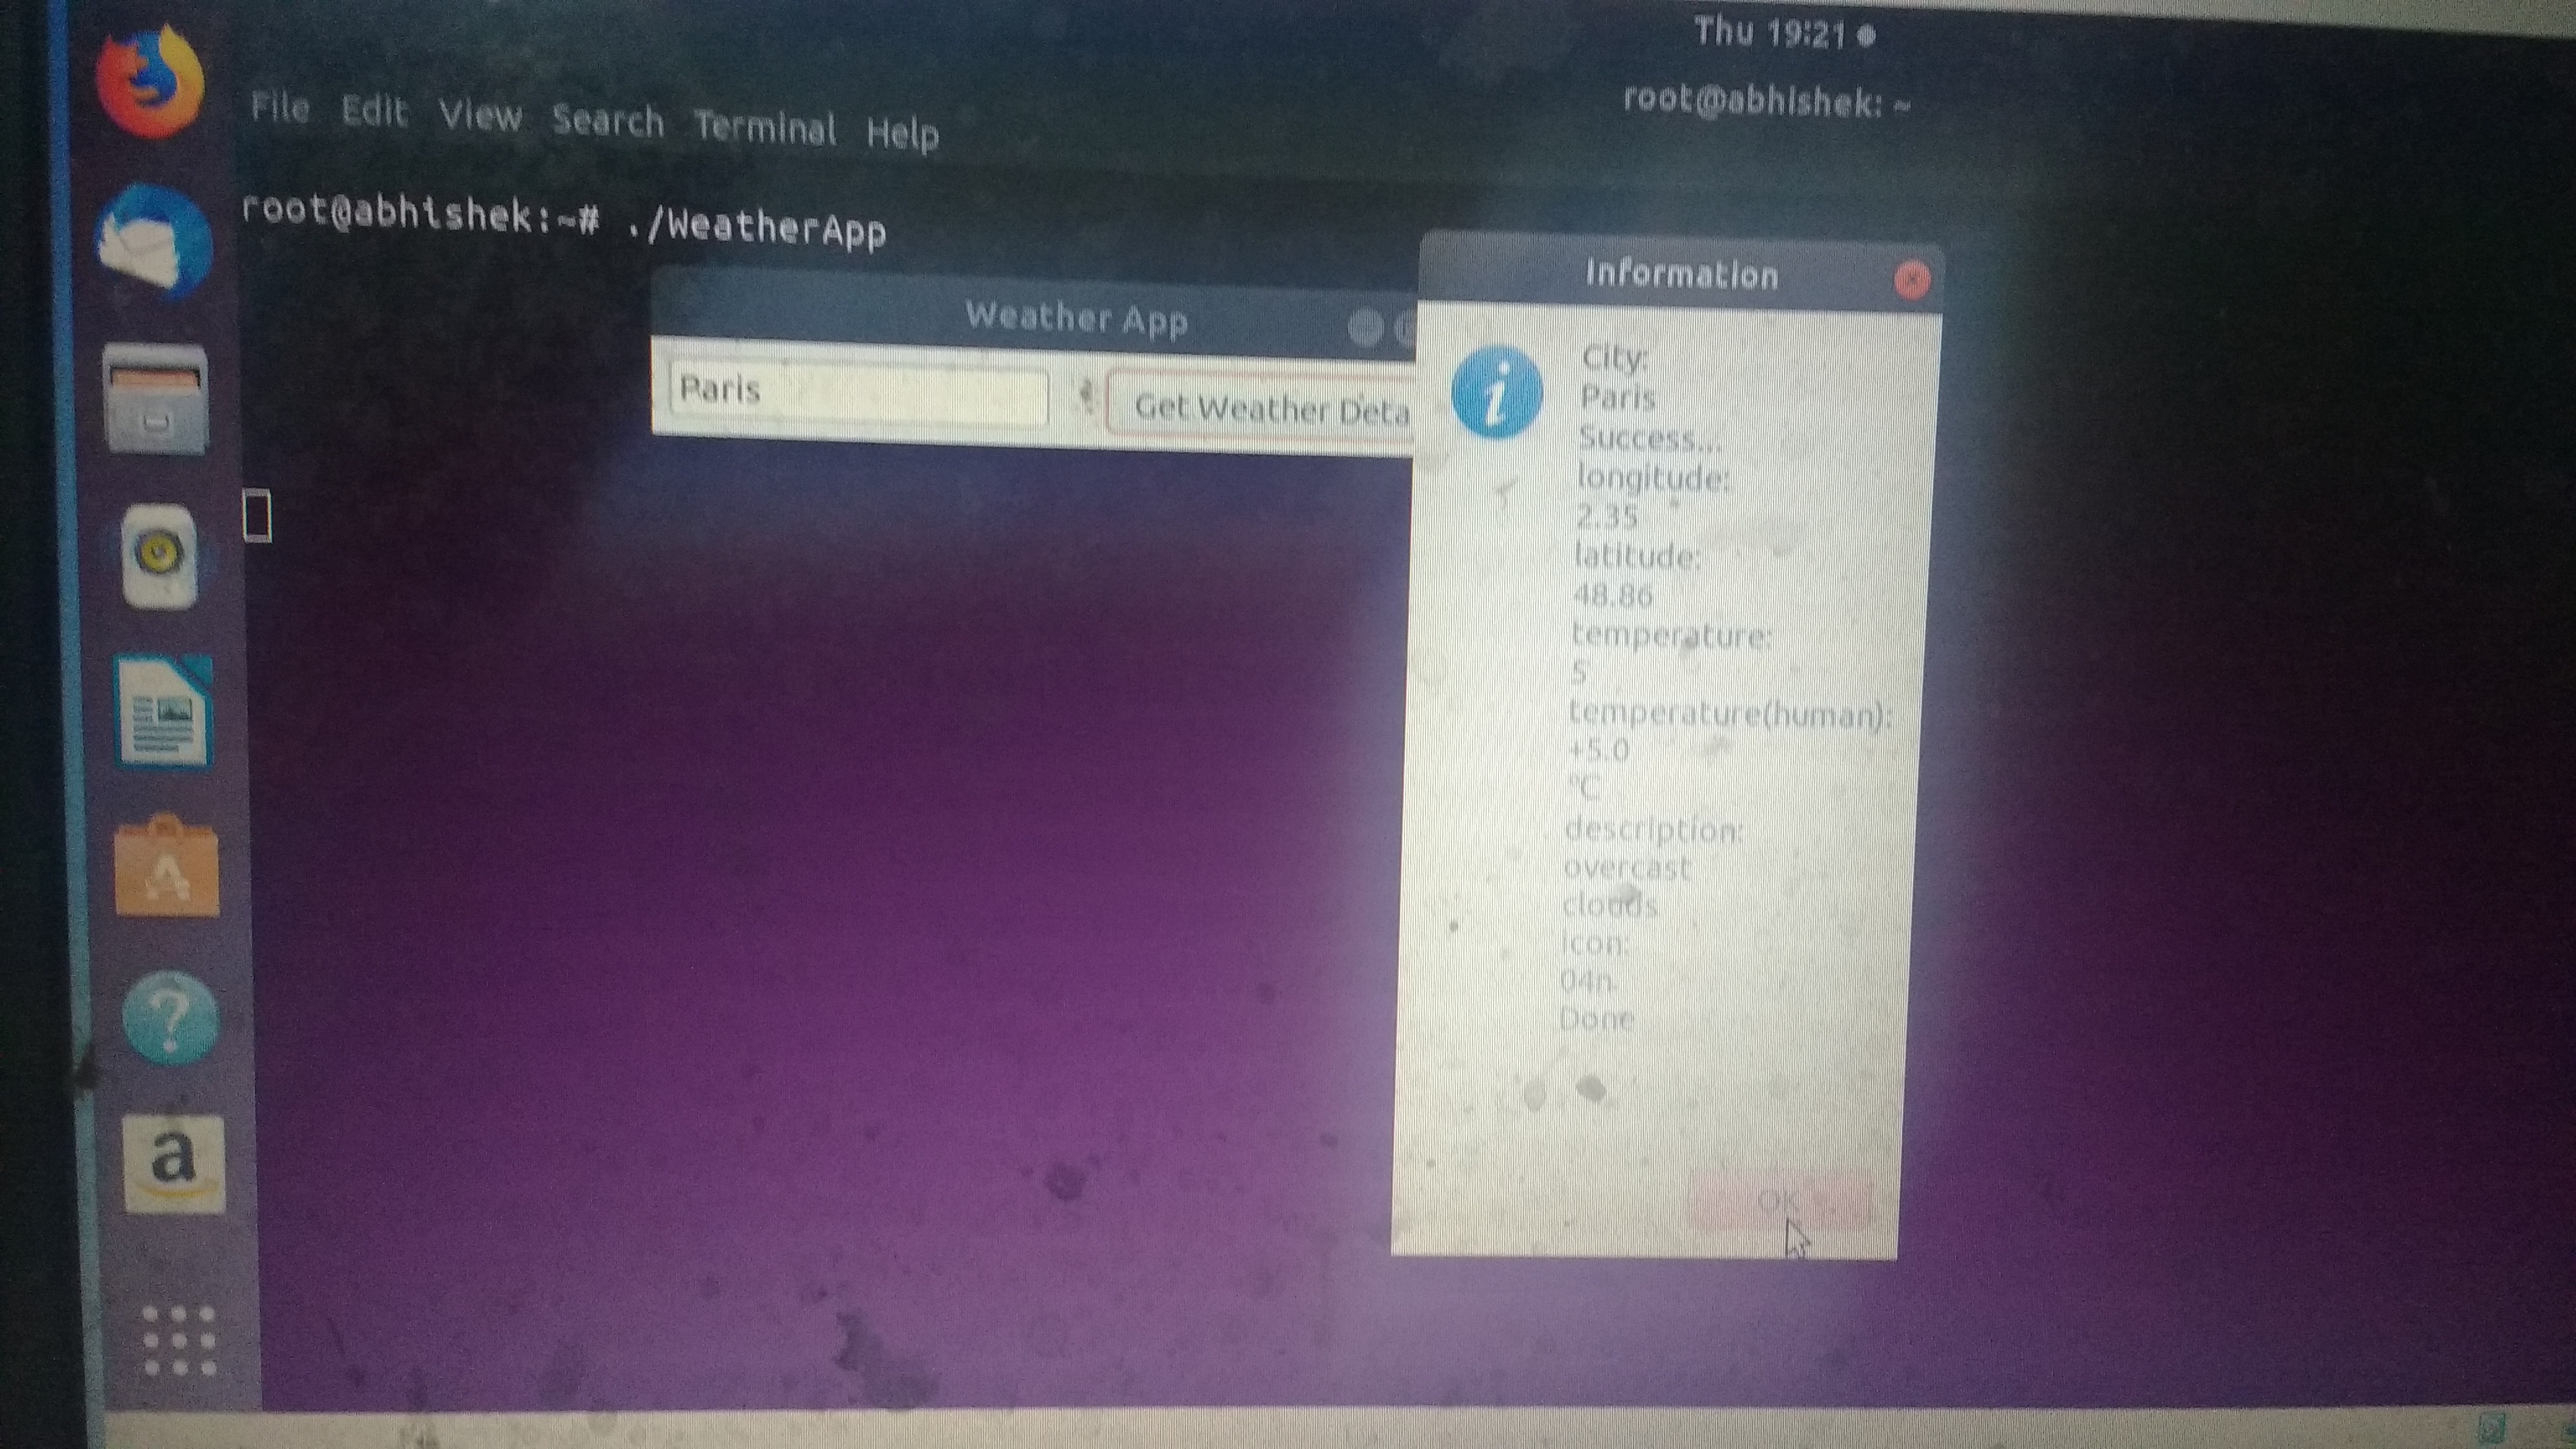 Thu 19:21
root@abhishek: ~
File Edit View Search Terminal Help
root@abhishek:~# ./WeatherApp
Weather App
Paris
Get Weather Deta
Information
City:
Paris
Success...
longitude:
2.35
latitude:
48.86
temperature:
5
temperature(human):
+5.0
°C
description:
overcast
clouds
icon:
04n
Done
OK
a